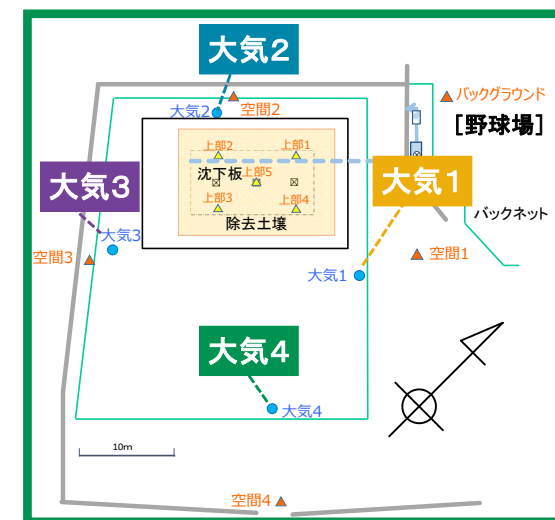 大気2
バックグラウンド
大気2
空間2
[野球場]
上部2
上部1
沈下板
上部5
大気3
大気1
上部3
上部4
バックネット
除去土壌
大気3
空間3
空間1
大気1
大気4
大気4
10m
空間4